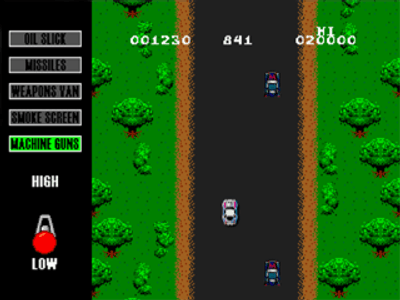 HI
001230 841 020000
OIL SLICK
MISSILES
WEAPONS VAN
SMOKE SCREEN
MACHINE GUNS
HIGH
LOW